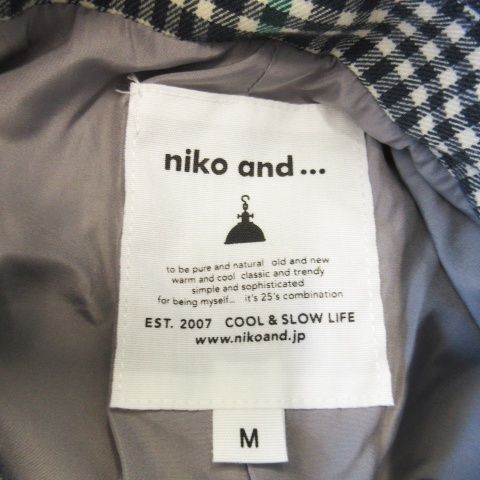 niko and ...
to be pure and natural old and new
warm and cool classic and trendy
simple and sophisticated
for being myself... it's 25's combination
EST. 2007 COOL & SLOW LIFE
www.nikoand.jp
M